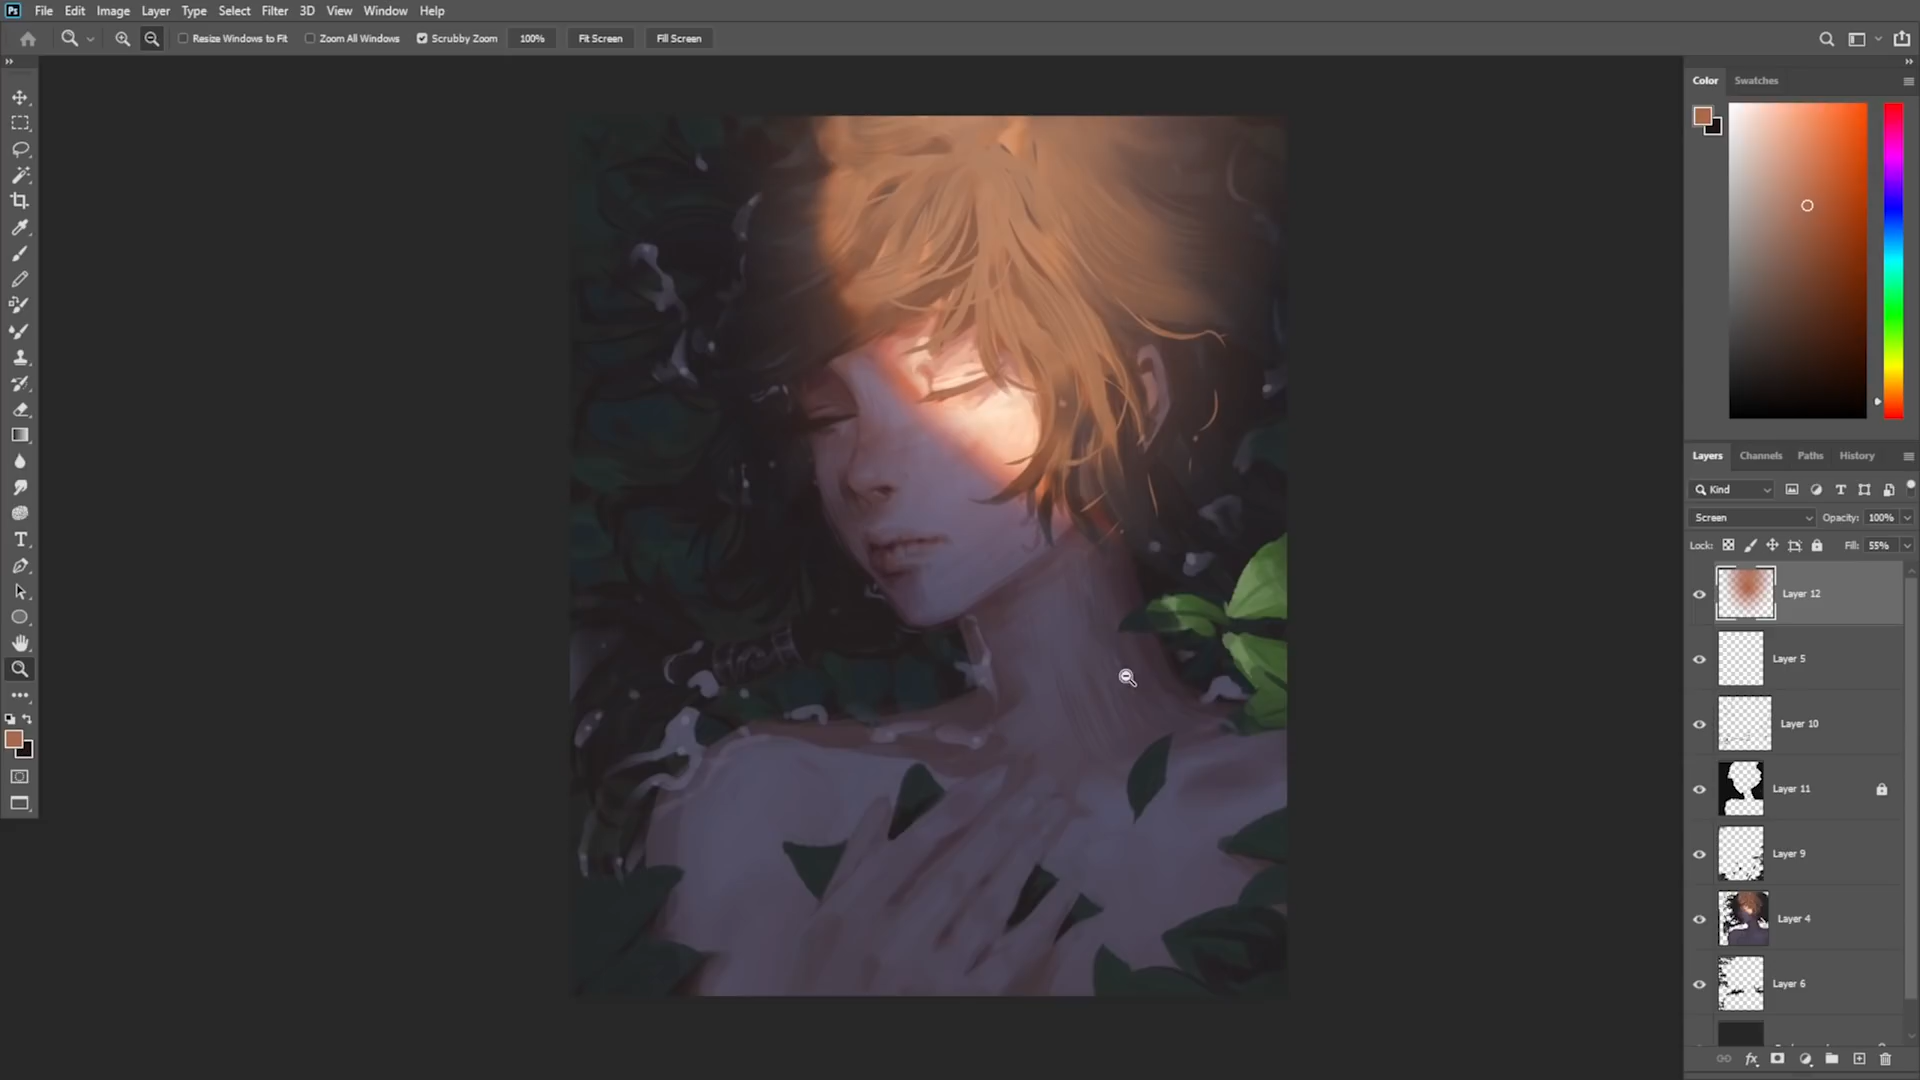 Ps File Edit Image Layer Type Select Filter 3D View Window Help
Resize Windows to Fit Zoom All Windows Scrubby Zoom 100% Fit Screen Fill Screen
Color Swatches
Layers Channels Paths History
Kind
Screen Opacity: 100%
Lock: Fill: 55%
Layer 12
Layer 5
Layer 10
Layer 11
Layer 9
Layer 4
Layer 6
fx